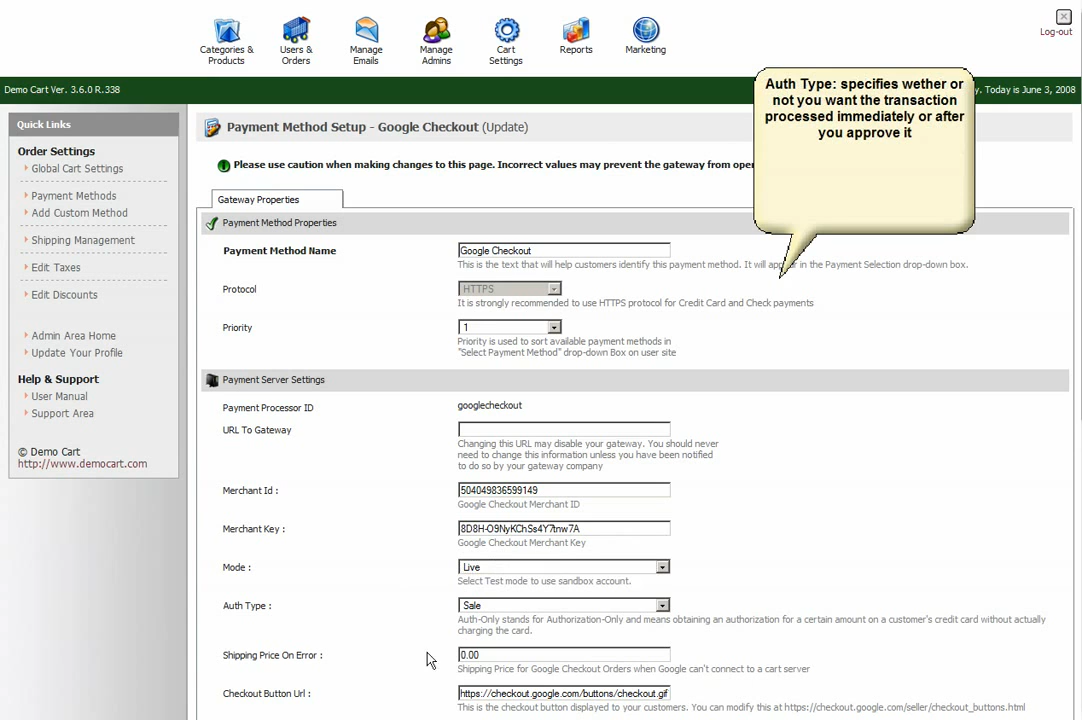 Categories & Products
Users & Orders
Manage Emails
Manage Admins
Cart Settings
Reports
Marketing
Log-out
Demo Cart Ver. 3.6.0 R.338
y. Today is June 3, 2008
Auth Type: specifies wether or
not you want the transaction
processed immediately or after
you approve it
Quick Links
Order Settings
Global Cart Settings
Payment Methods
Add Custom Method
Shipping Management
Edit Taxes
Edit Discounts
Admin Area Home
Update Your Profile
Help & Support
User Manual
Support Area
© Demo Cart
http://www.democart.com
Payment Method Setup - Google Checkout (Update)
Please use caution when making changes to this page. Incorrect values may prevent the gateway from oper
Gateway Properties
Payment Method Properties
Payment Method Name
Google Checkout
This is the text that will help customers identify this payment method. It will appear in the Payment Selection drop-down box.
Protocol
HTTPS
It is strongly recommended to use HTTPS protocol for Credit Card and Check payments
Priority
1
Priority is used to sort available payment methods in
"Select Payment Method" drop-down Box on user site
Payment Server Settings
Payment Processor ID
googlecheckout
URL To Gateway
Changing this URL may disable your gateway. You should never
need to change this information unless you have been notified
to do so by your gateway company
Merchant Id :
504049836599149
Google Checkout Merchant ID
Merchant Key :
8D8H-O9NyKChSs4Y7tnw7A
Google Checkout Merchant Key
Mode :
Live
Select Test mode to use sandbox account.
Auth Type :
Sale
Auth-Only stands for Authorization-Only and means obtaining an authorization for a certain amount on a customer's credit card without actually
charging the card.
Shipping Price On Error :
0.00
Shipping Price for Google Checkout Orders when Google can't connect to a cart server
Checkout Button Url :
https://checkout.google.com/buttons/checkout.gif
This is the checkout button displayed to your customers. You can modify this at https://checkout.google.com/seller/checkout_buttons.html